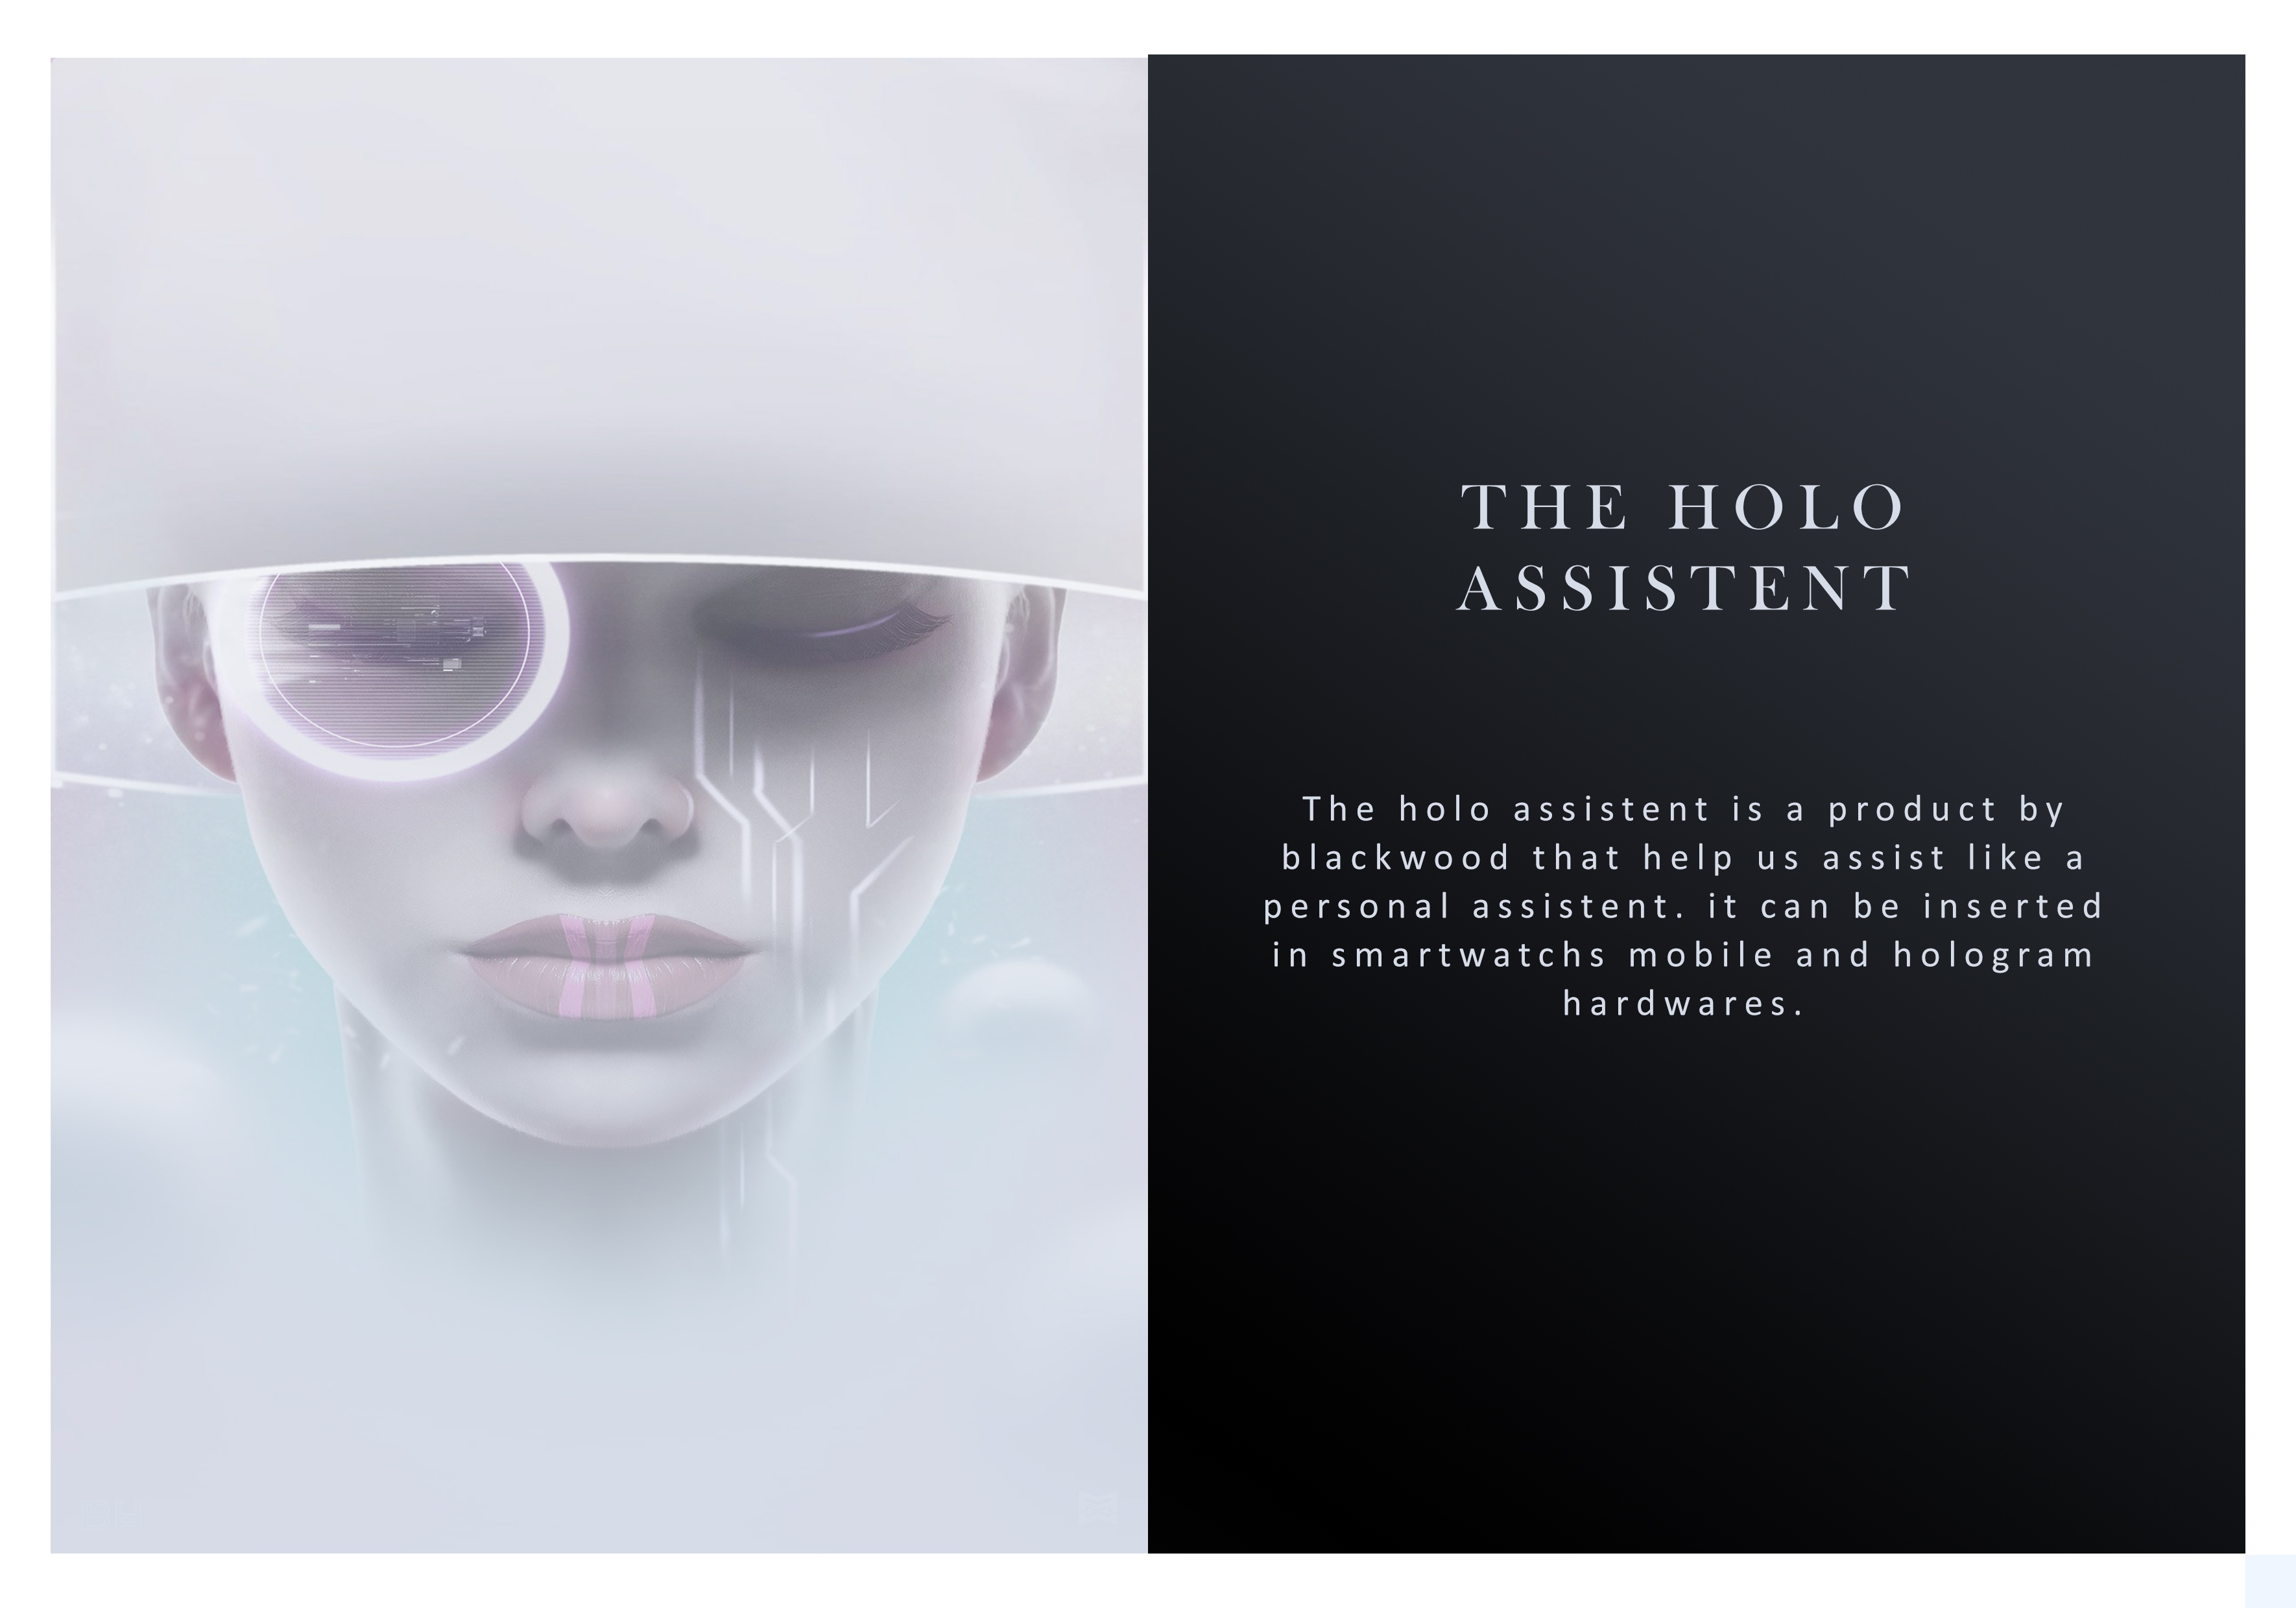 THE HOLO
ASSISTENT
The holo assistent is a product by
blackwood that help us assist like a
personal assistent. it can be inserted
in smartwatchs mobile and hologram
hardwares.